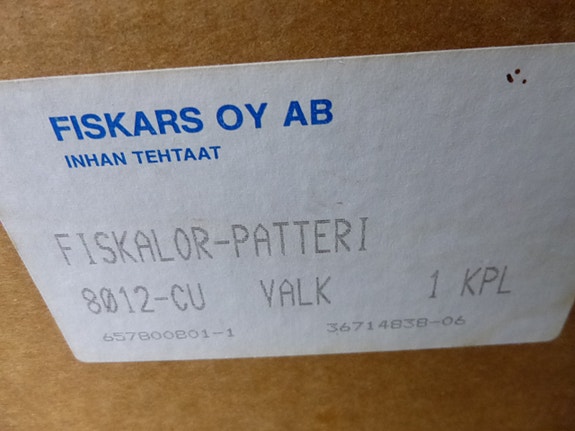 FISKARS OY AB
INHAN TEHTAAT
FISKALOR-PATTERI
8012-CU VALK 1 KPL
657800801-1 36714838-06